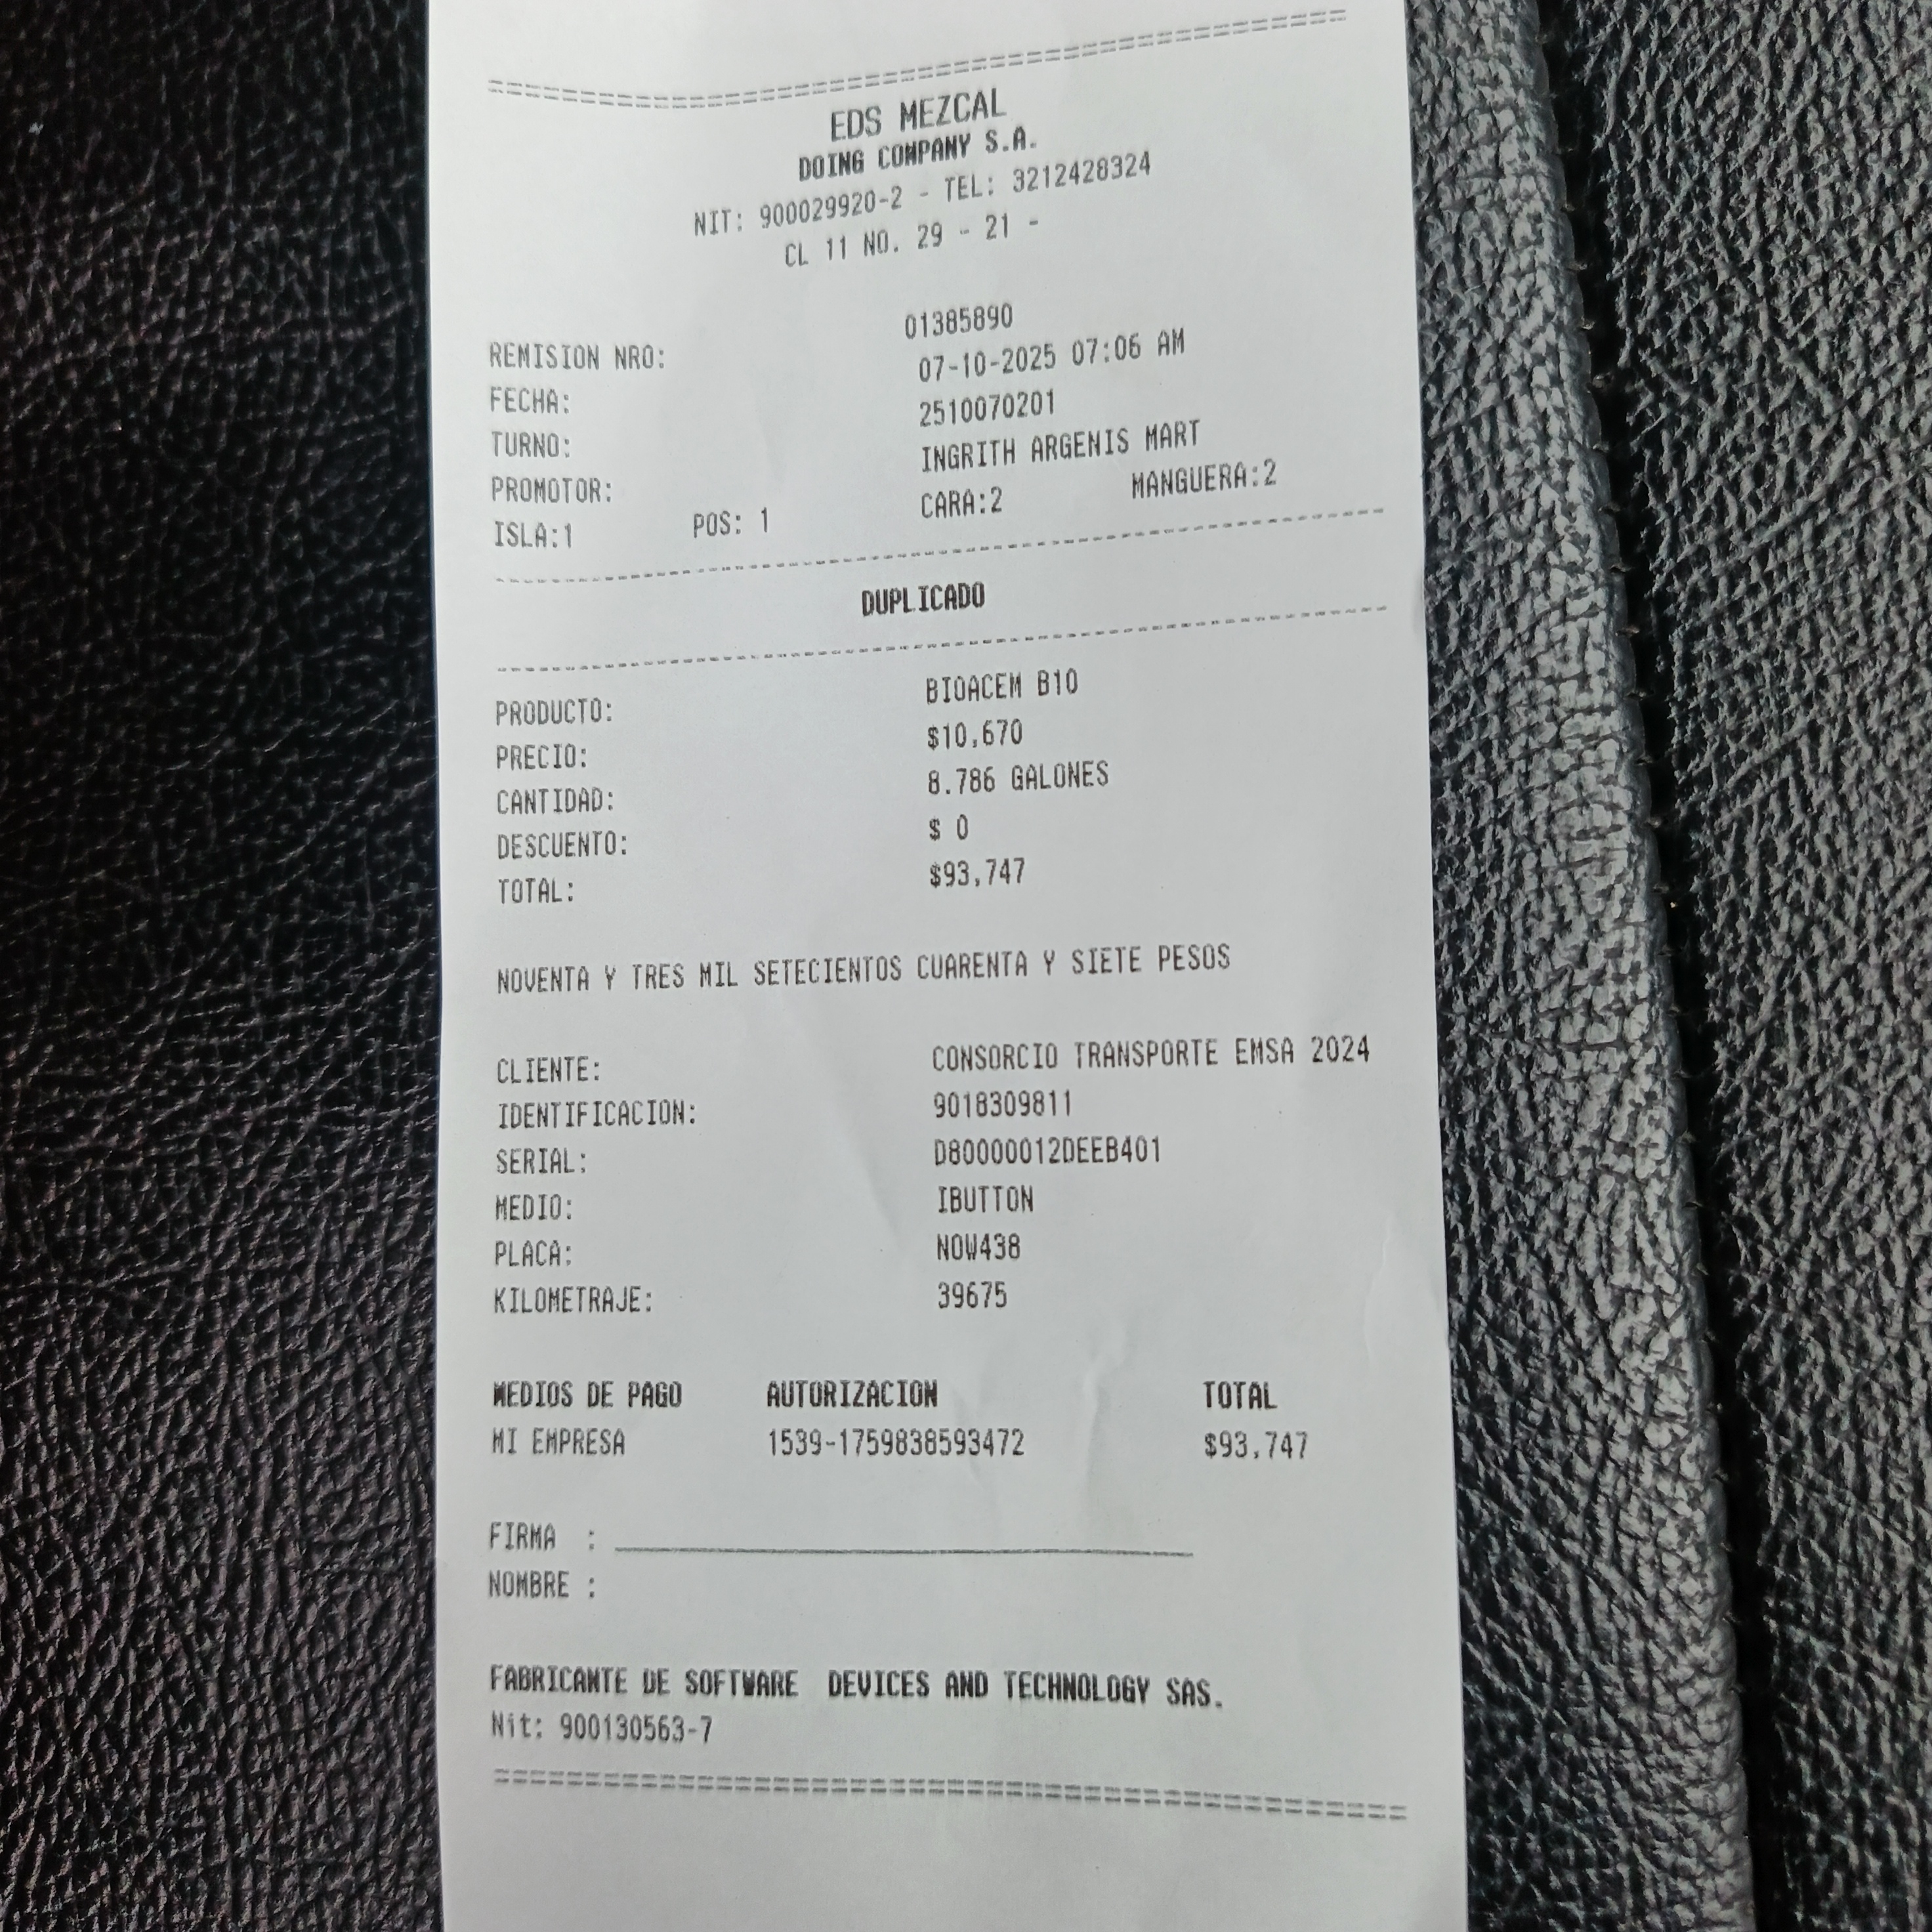 EDS MEZCAL
DOING COMPANY S.A.
NIT: 900029920-2 - TEL: 3212428324
CL 11 NO. 29 - 21 -
REMISION NRO: 01385890
FECHA: 07-10-2025 07:06 AM
TURNO: 2510070201
PROMOTOR: INGRITH ARGENIS MART
ISLA:1 POS: 1 CARA:2 MANGUERA:2
DUPLICADO
PRODUCTO: BIOACEM B10
PRECIO: $10,670
CANTIDAD: 8.786 GALONES
DESCUENTO: $ 0
TOTAL: $93,747
NOVENTA Y TRES MIL SETECIENTOS CUARENTA Y SIETE PESOS
CLIENTE: CONSORCIO TRANSPORTE EMSA 2024
IDENTIFICACION: 9018309811
SERIAL: D80000012DEEB401
MEDIO: IBUTTON
PLACA: NOW438
KILOMETRAJE: 39675
MEDIOS DE PAGO AUTORIZACION TOTAL
MI EMPRESA 1539-1759838593472 $93,747
FIRMA :
NOMBRE :
FABRICANTE DE SOFTWARE DEVICES AND TECHNOLOGY SAS.
Nit: 900130563-7